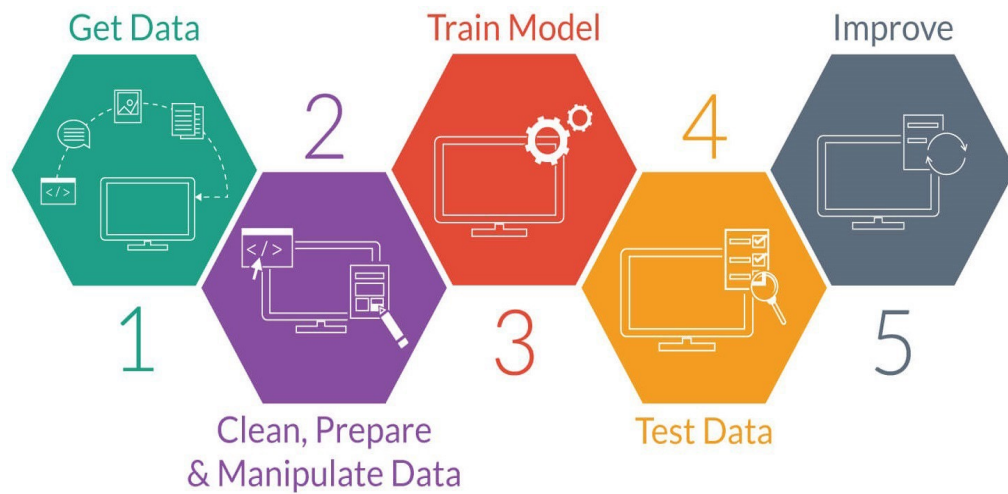 Get Data
1
2
Clean, Prepare
& Manipulate Data
Train Model
3
4
Test Data
Improve
5
</ >
</ >